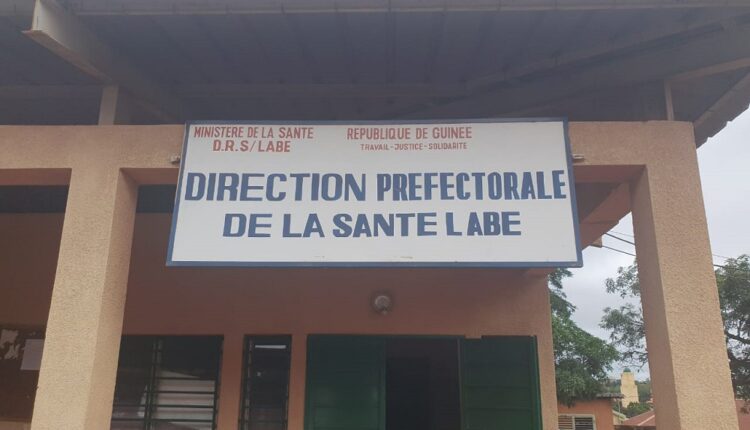 MINISTERE DE LA SANTE
D.R.S/LABE
REPUBLIQUE DE GUINEE
TRAVAIL-JUSTICE-SOLIDARITE
DIRECTION PREFECTORALE
DE LA SANTE LABE